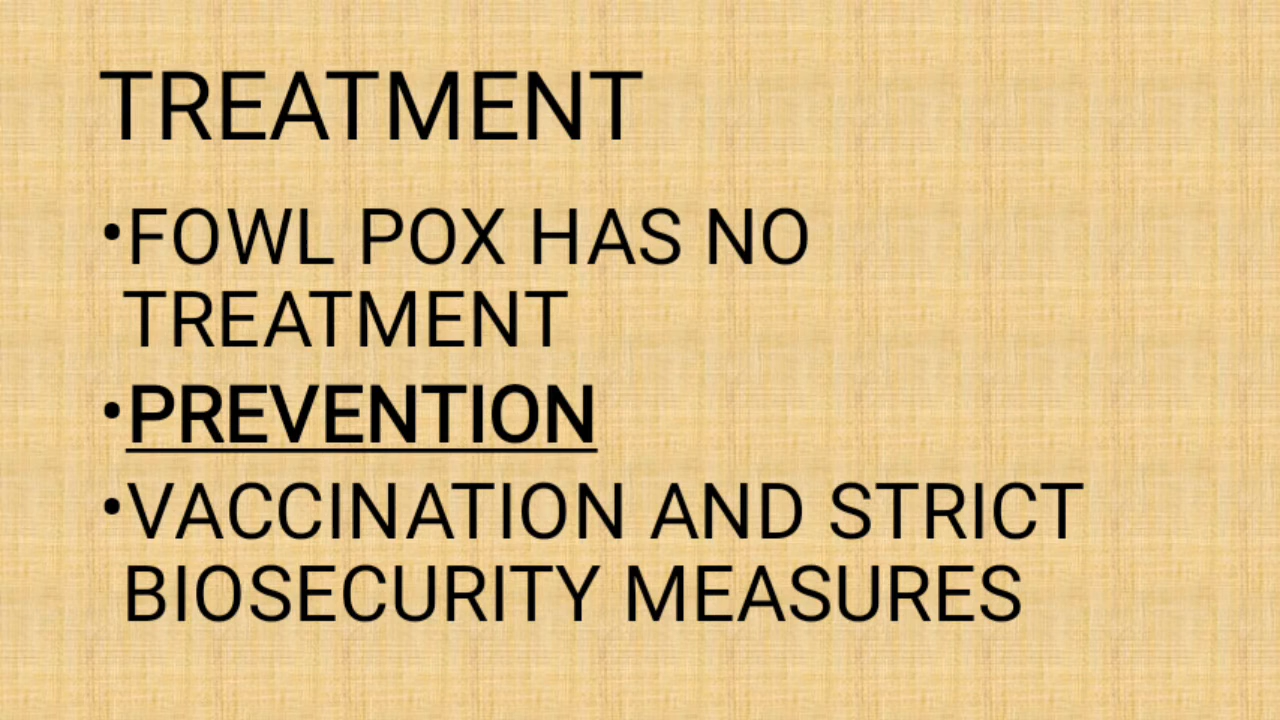 TREATMENT
•FOWL POX HAS NO
TREATMENT
•PREVENTION
•VACCINATION AND STRICT
BIOSECURITY MEASURES